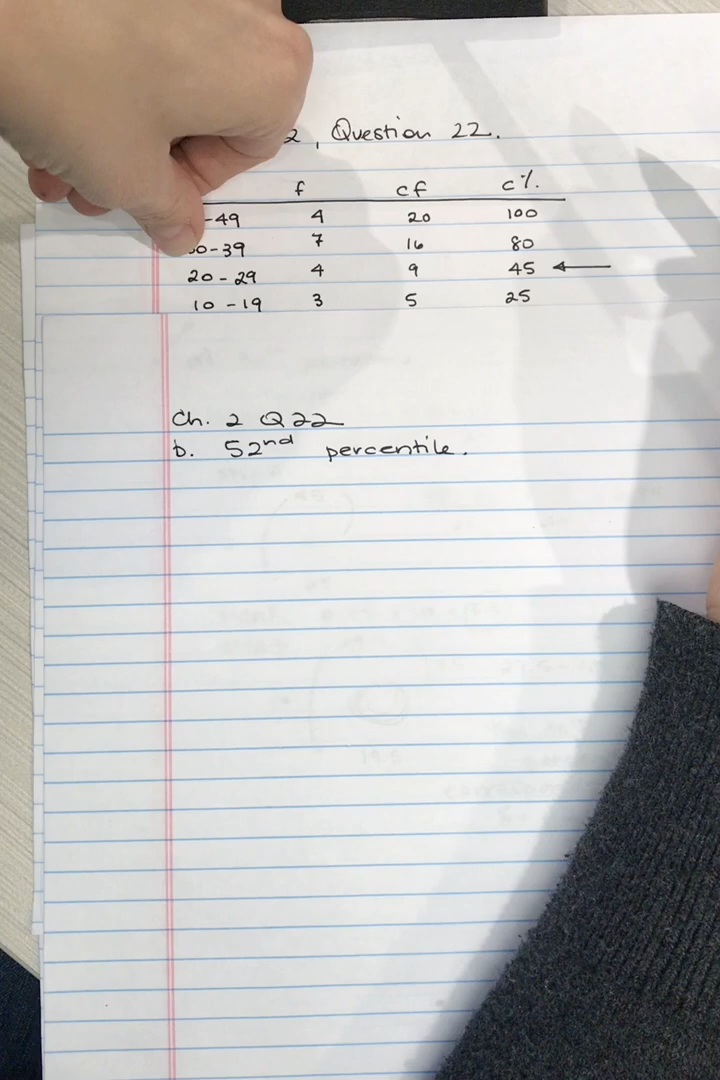 2, Question 22.
f cf c%.
-49 4 20 100
0-39 7 16 80
20-29 4 9 45 ←
10-19 3 5 25
Ch. 2 Q22
b. 52nd percentile.